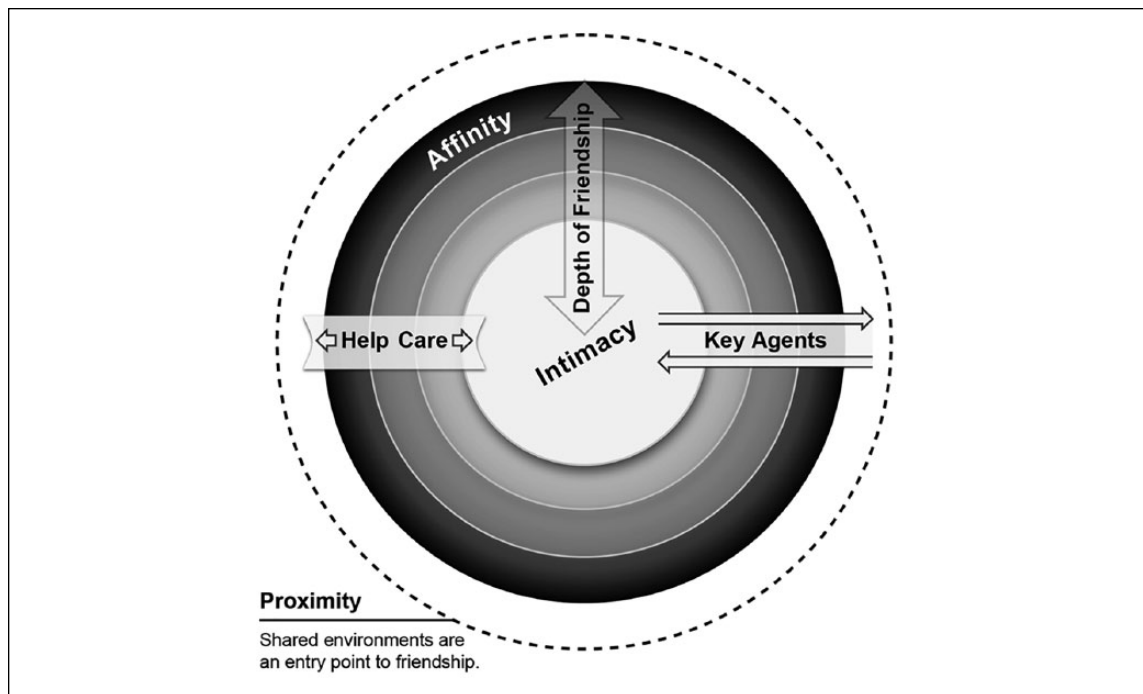 Affinity
Depth of Friendship
Help Care
Intimacy
Key Agents
Proximity
Shared environments are
an entry point to friendship.